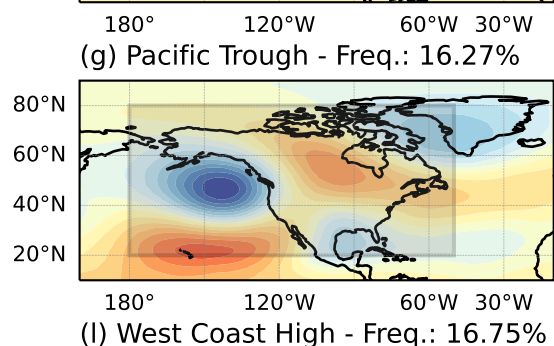 180° 120°W 60°W 30°W
(g) Pacific Trough - Freq.: 16.27%
80°N
60°N
40°N
20°N
180° 120°W 60°W 30°W
(l) West Coast High - Freq.: 16.75%